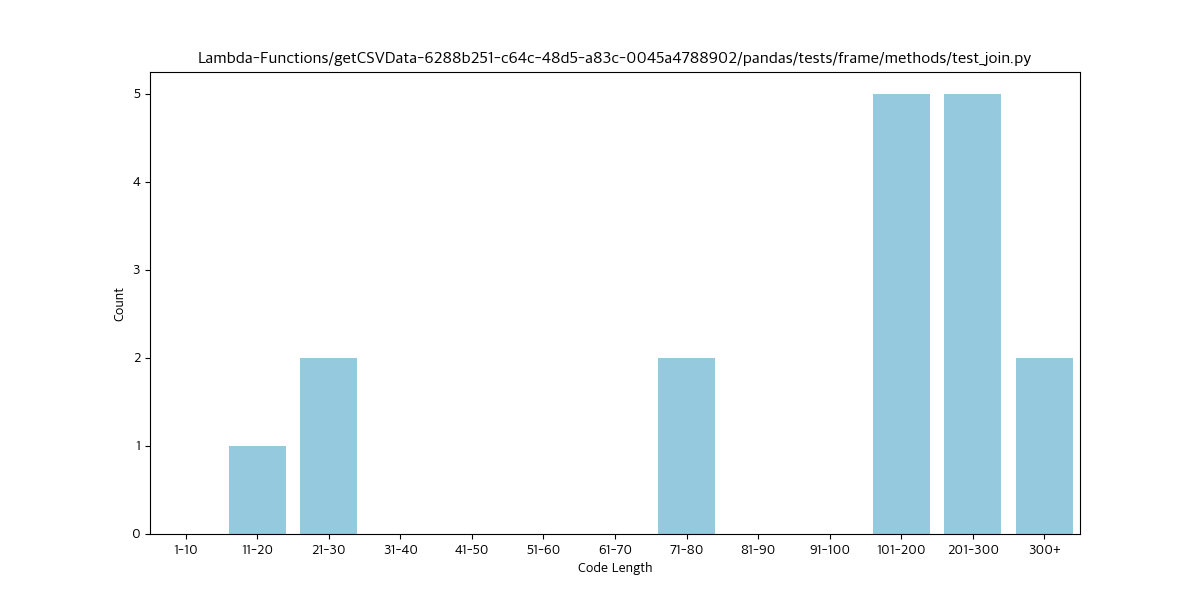 Lambda-Functions/getCSVData-6288b251-c64c-48d5-a83c-0045a4788902/pandas/tests/frame/methods/test_join.py
5
4
3
2
1
0
Count
1-10 11-20 21-30 31-40 41-50 51-60 61-70 71-80 81-90 91-100 101-200 201-300 300+
Code Length